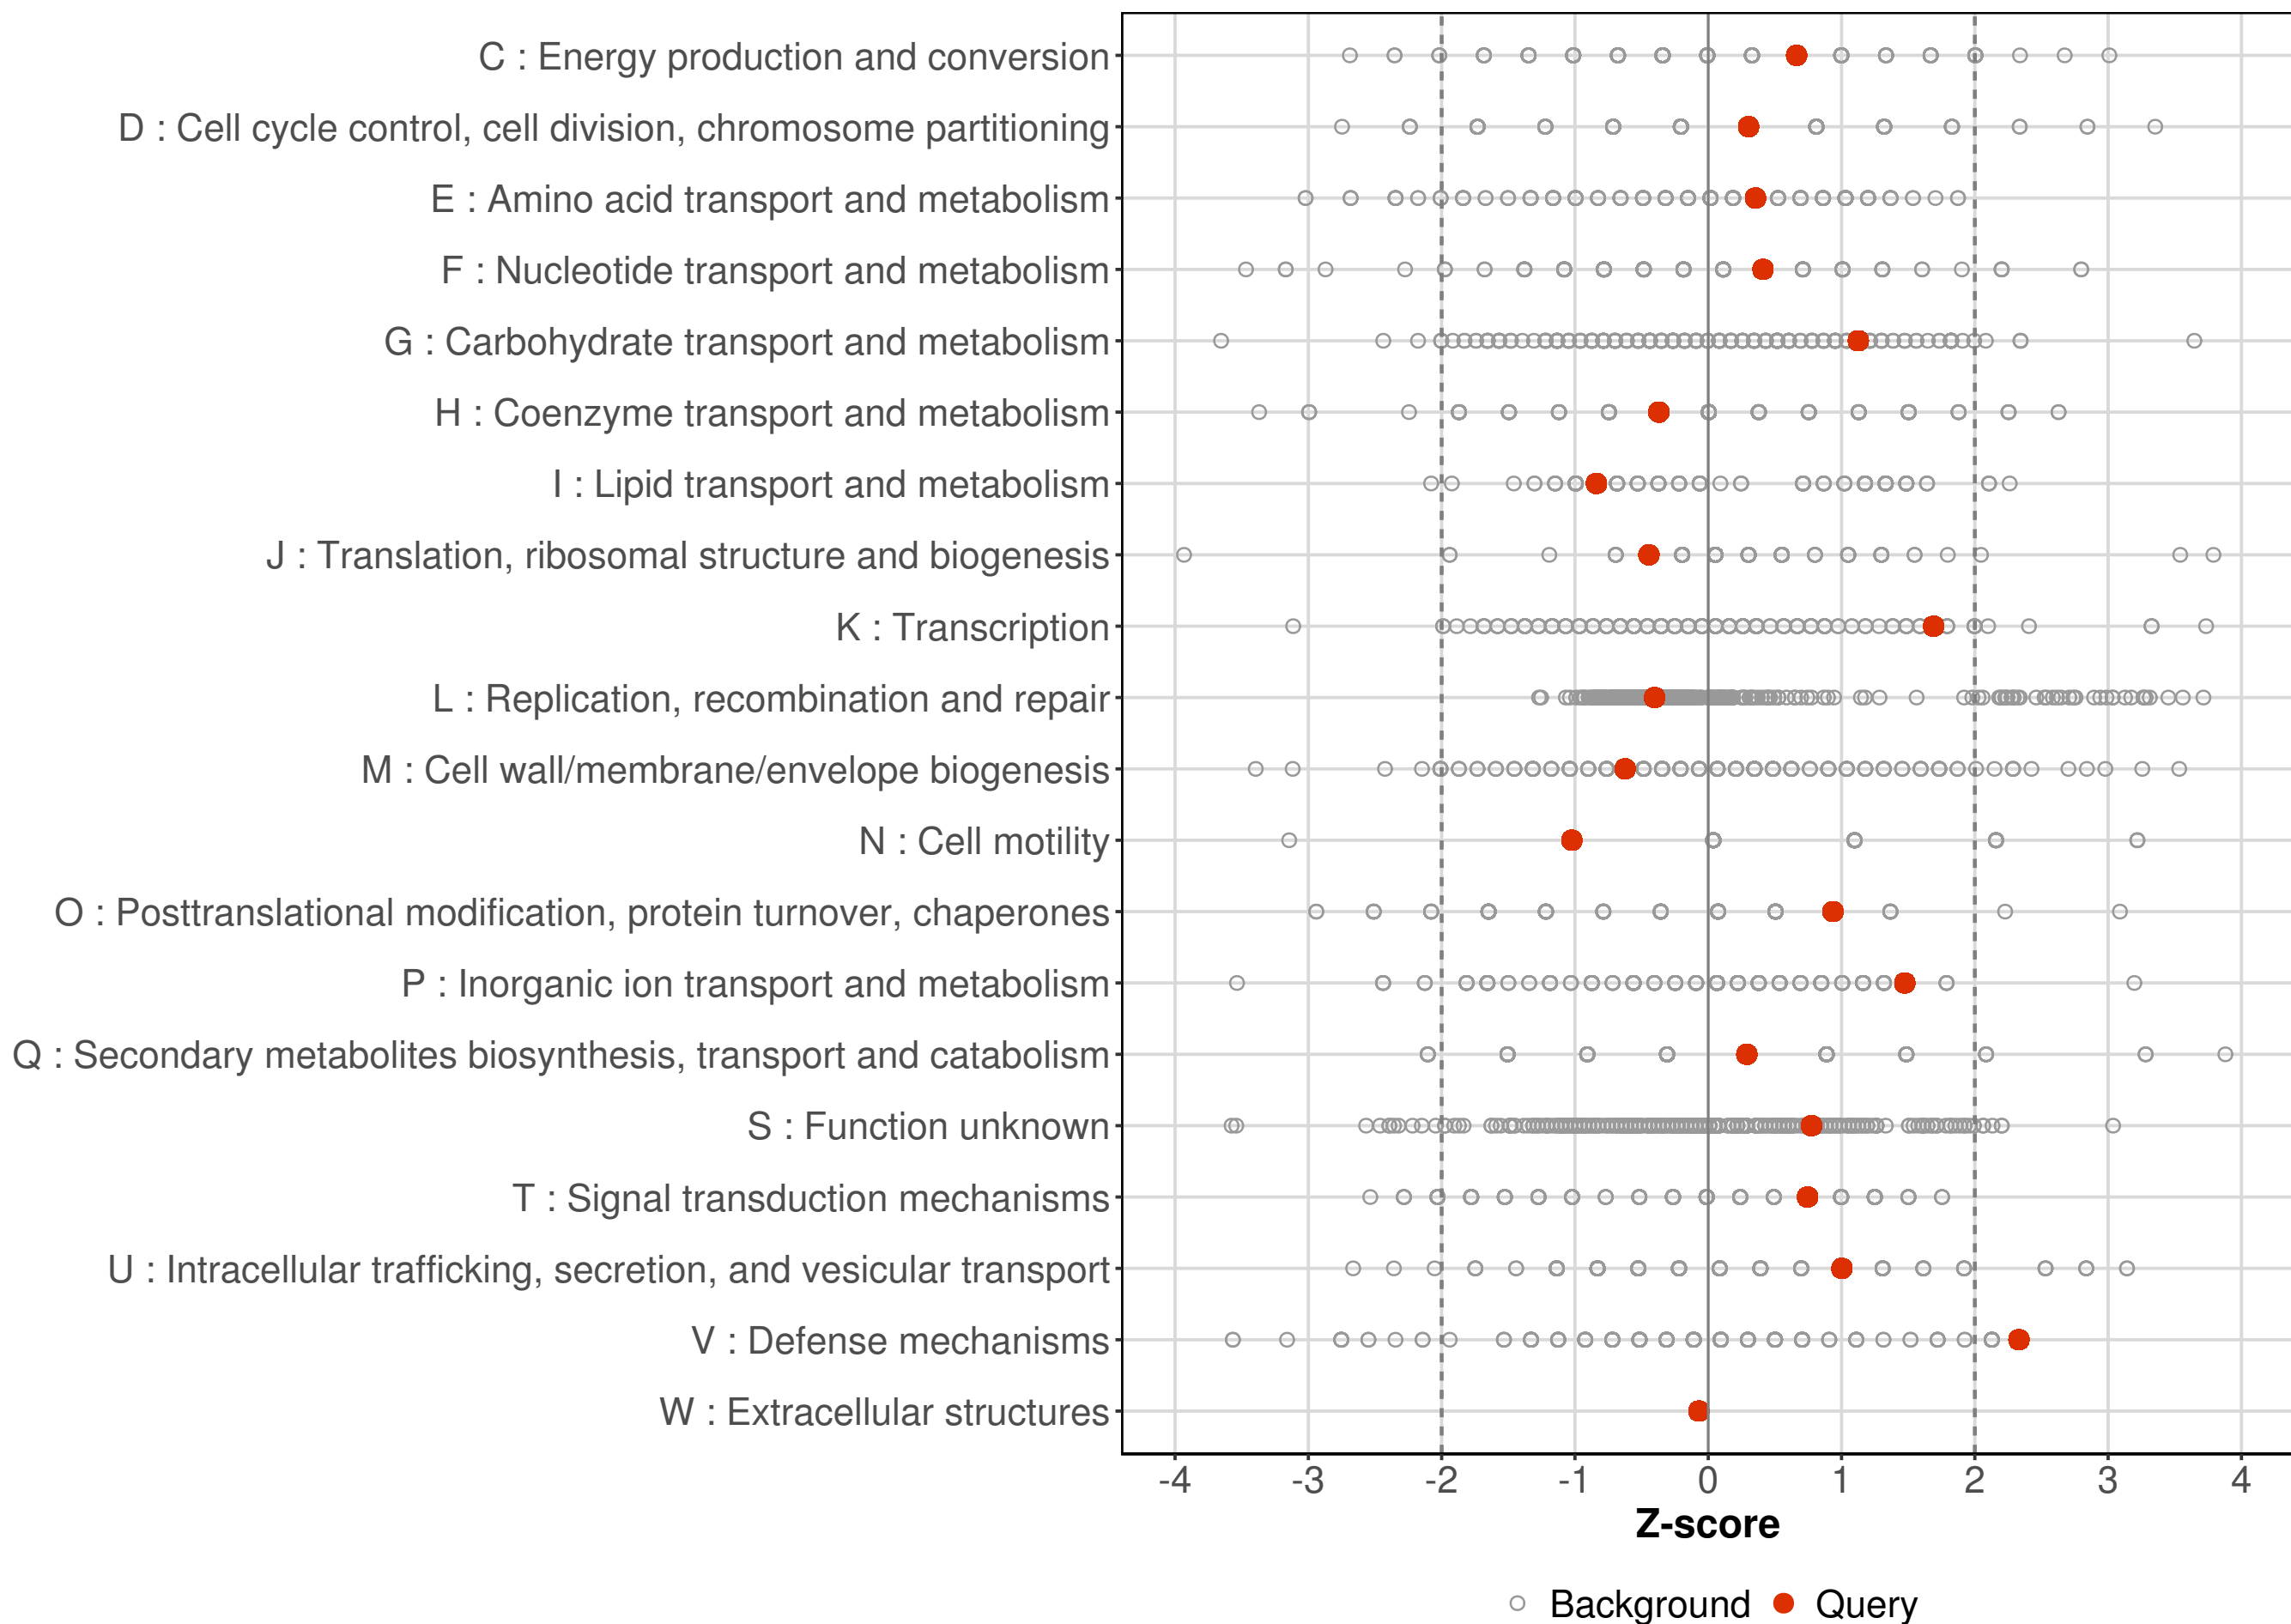 C : Energy production and conversion
D : Cell cycle control, cell division, chromosome partitioning
E : Amino acid transport and metabolism
F : Nucleotide transport and metabolism
G : Carbohydrate transport and metabolism
H : Coenzyme transport and metabolism
I : Lipid transport and metabolism
J : Translation, ribosomal structure and biogenesis
K : Transcription
L : Replication, recombination and repair
M : Cell wall/membrane/envelope biogenesis
N : Cell motility
O : Posttranslational modification, protein turnover, chaperones
P : Inorganic ion transport and metabolism
Q : Secondary metabolites biosynthesis, transport and catabolism
S : Function unknown
T : Signal transduction mechanisms
U : Intracellular trafficking, secretion, and vesicular transport
V : Defense mechanisms
W : Extracellular structures
-4 -3 -2 -1 0 1 2 3 4
Z-score
Background Query